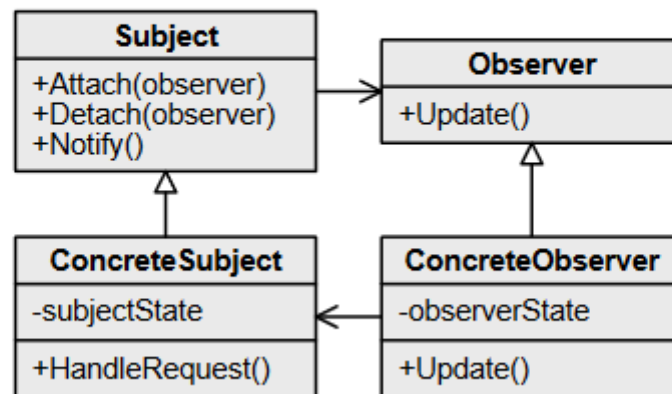 Subject
+Attach(observer)
+Detach(observer)
+Notify()
Observer
+Update()
ConcreteSubject
-subjectState
+HandleRequest()
ConcreteObserver
-observerState
+Update()